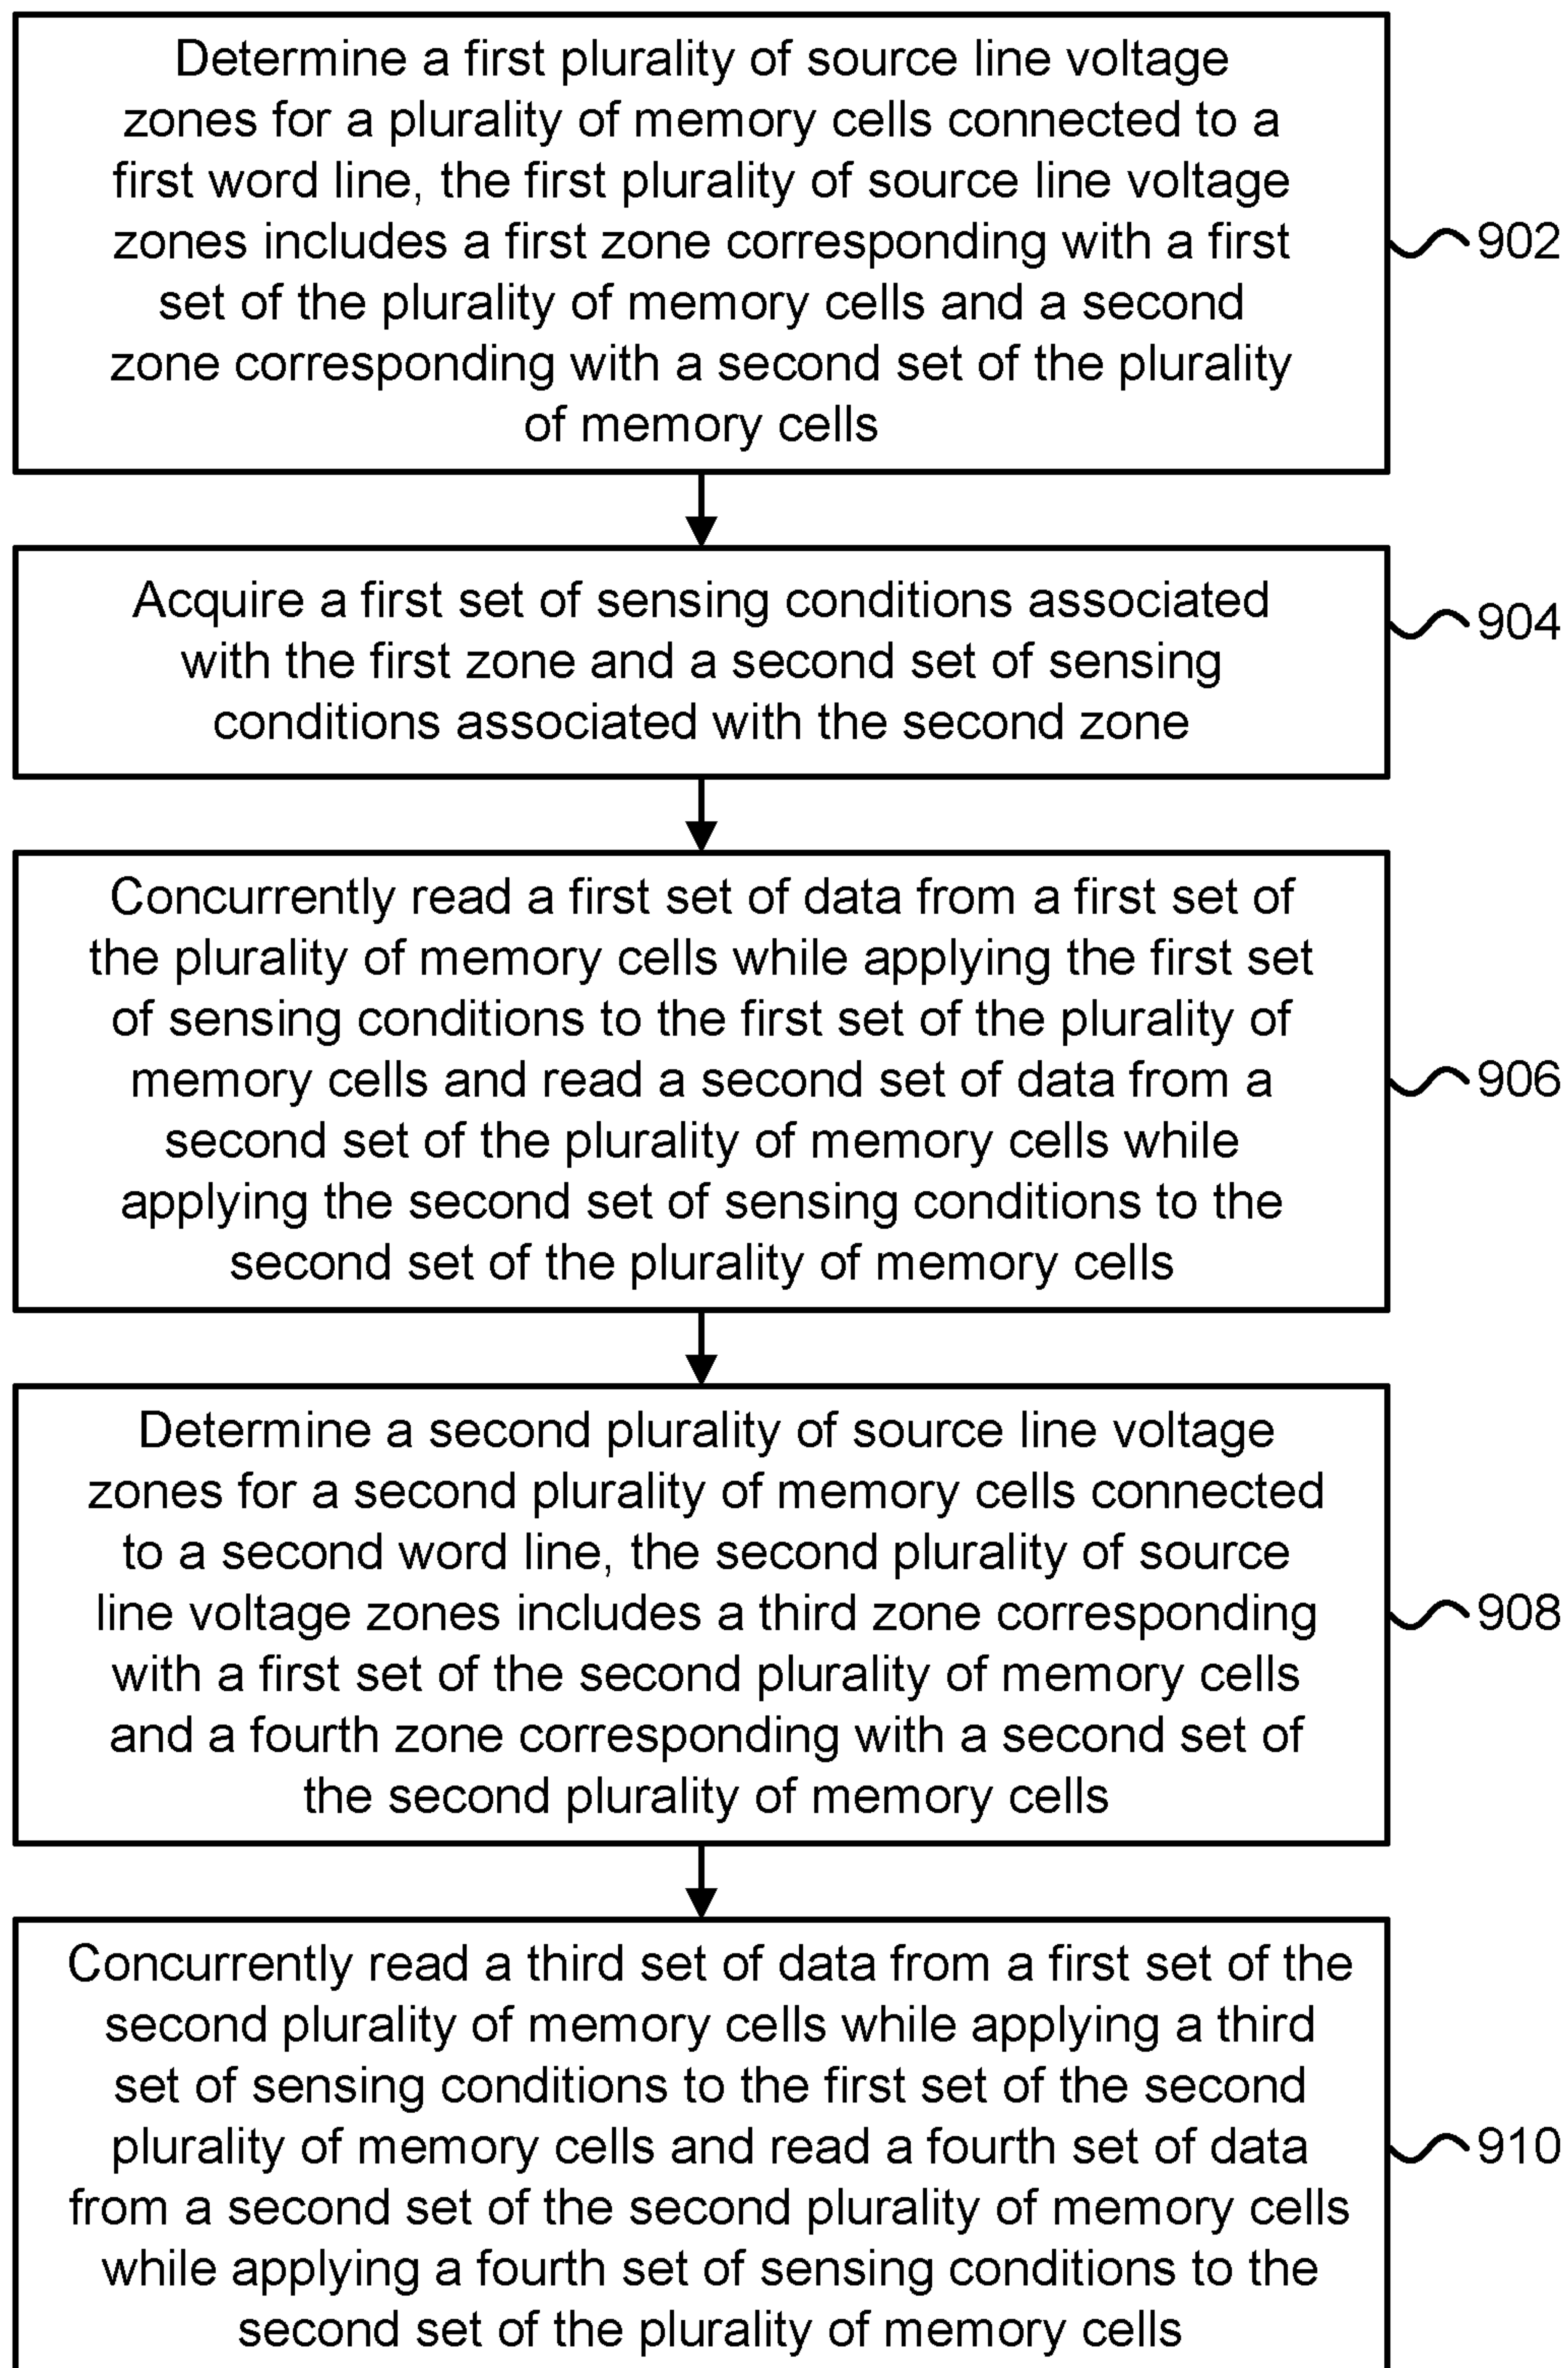 Determine a first plurality of source line voltage
zones for a plurality of memory cells connected to a
first word line, the first plurality of source line voltage
zones includes a first zone corresponding with a first
set of the plurality of memory cells and a second
zone corresponding with a second set of the plurality
of memory cells
902
Acquire a first set of sensing conditions associated
with the first zone and a second set of sensing
conditions associated with the second zone
904
Concurrently read a first set of data from a first set of
the plurality of memory cells while applying the first set
of sensing conditions to the first set of the plurality of
memory cells and read a second set of data from a
second set of the plurality of memory cells while
applying the second set of sensing conditions to the
second set of the plurality of memory cells
906
Determine a second plurality of source line voltage
zones for a second plurality of memory cells connected
to a second word line, the second plurality of source
line voltage zones includes a third zone corresponding
with a first set of the second plurality of memory cells
and a fourth zone corresponding with a second set of
the second plurality of memory cells
908
Concurrently read a third set of data from a first set of the
second plurality of memory cells while applying a third
set of sensing conditions to the first set of the second
plurality of memory cells and read a fourth set of data
from a second set of the second plurality of memory cells
while applying a fourth set of sensing conditions to the
second set of the plurality of memory cells
910